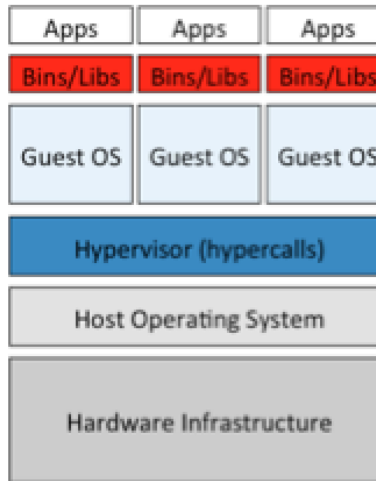 Apps Apps Apps
Bins/Libs Bins/Libs Bins/Libs
Guest OS Guest OS Guest OS
Hypervisor (hypercalls)
Host Operating System
Hardware Infrastructure